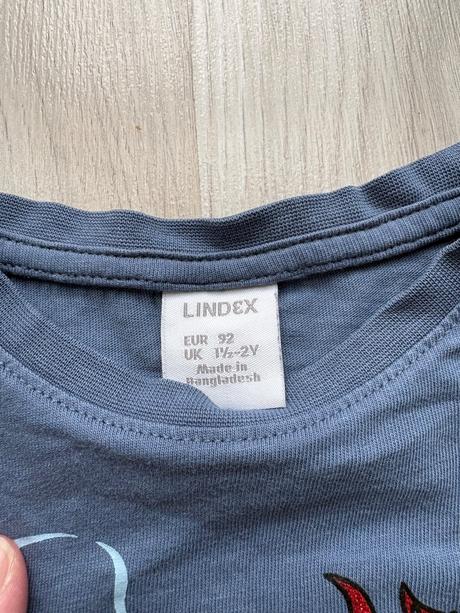 LINDEX
EUR 92
UK 1½-2Y
Made in
Bangladesh